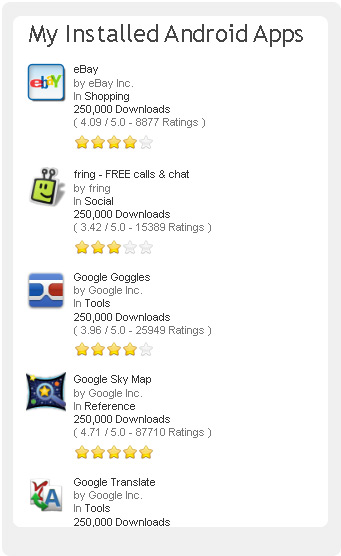 My Installed Android Apps
ebY
eBay
by eBay Inc.
In Shopping
250,000 Downloads
( 4.09 / 5.0 - 8877 Ratings )
fring - FREE calls & chat
by fring
In Social
250,000 Downloads
( 3.42 / 5.0 - 15389 Ratings )
Google Goggles
by Google Inc.
In Tools
250,000 Downloads
( 3.96 / 5.0 - 25949 Ratings )
Google Sky Map
by Google Inc.
In Reference
250,000 Downloads
( 4.71 / 5.0 - 87710 Ratings )
A
Google Translate
by Google Inc.
In Tools
250,000 Downloads